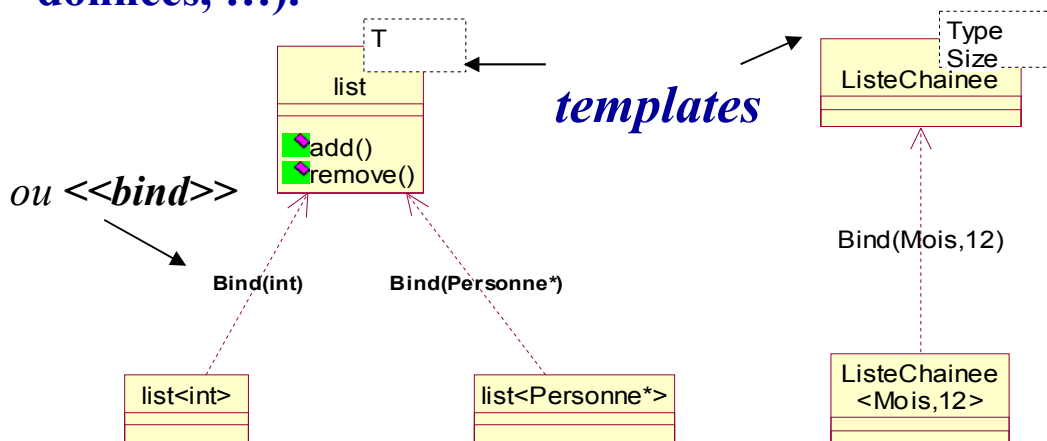 données, …).
T
list
add()
remove()
templates
Type
Size
ListeChainee
ou <<bind>>
Bind(int)
Bind(Personne*)
Bind(Mois,12)
list<int>
list<Personne*>
ListeChainee
<Mois,12>